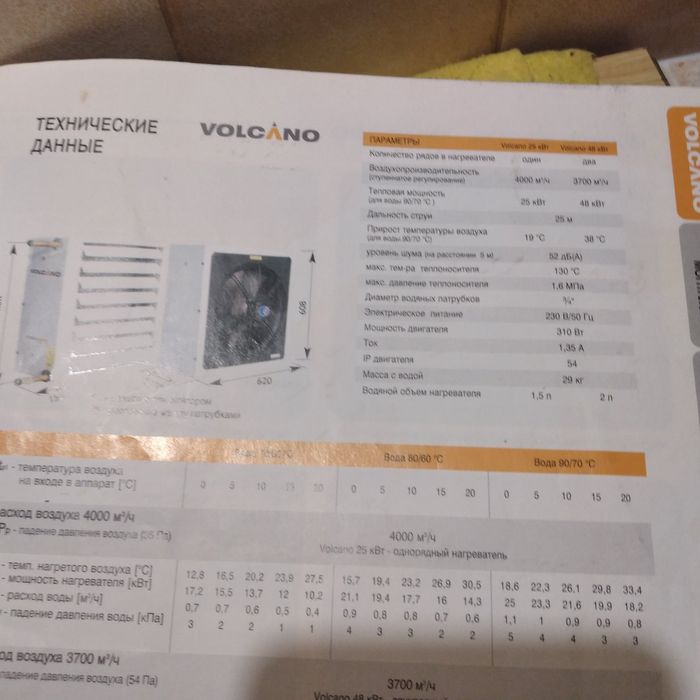 ТЕХНИЧЕСКИЕ
ДАННЫЕ
VOLCANO
VOLCANO
ПАРАМЕТРЫ Volcano 25 кВт Volcano 48 кВт
Количество рядов в нагревателе один два
Воздухопроизводительность
(ступенчатое регулирование) 4000 м³/ч 3700 м³/ч
Тепловая мощность
(для воды 90/70 °C) 25 кВт 48 кВт
Дальность струи 25 м
Прирост температуры воздуха
(для воды 90/70 °C) 19 °C 38 °C
уровень шума (на расстоянии 5 м) 52 дБ(A)
макс. тем-ра теплоносителя 130 °C
макс. давление теплоносителя 1,6 МПа
Диаметр водяных патрубков ¾"
Электрическое питание 230 В/50 Гц
Мощность двигателя 310 Вт
Ток 1,35 А
IP двигателя 54
Масса с водой 29 кг
Водяной объем нагревателя 1,5 л 2 л
VOLCANO
608
620
патрубками
Вода 80/60 °C Вода 90/70 °C
- температура воздуха
на входе в аппарат [°C] 0 5 10 15 20 0 5 10 15 20 0 5 10 15 20
расход воздуха 4000 м³/ч
Pp - падение давления воздуха (36 Па) 4000 м³/ч
Volcano 25 кВт - однорядный нагреватель
- темп. нагретого воздуха [°C] 12,8 16,5 20,2 23,9 27,5 15,7 19,4 23,2 26,9 30,5 18,6 22,3 26,1 29,8 33,4
- мощность нагревателя [кВт] 17,2 15,5 13,7 12 10,2 21,1 19,4 17,7 16 14,3 25 23,3 21,6 19,9 18,2
- расход воды [м³/ч] 0,7 0,7 0,6 0,5 0,4 0,9 0,8 0,8 0,7 0,6 1,1 1 0,9 0,9 0,8
- падение давления воды [кПа] 3 2 2 1 1 4 3 3 2 2 5 4 4 3 3
од воздуха 3700 м³/ч
падение давления воздуха (54 Па) 3700 м³/ч
Volcano 48 кВт